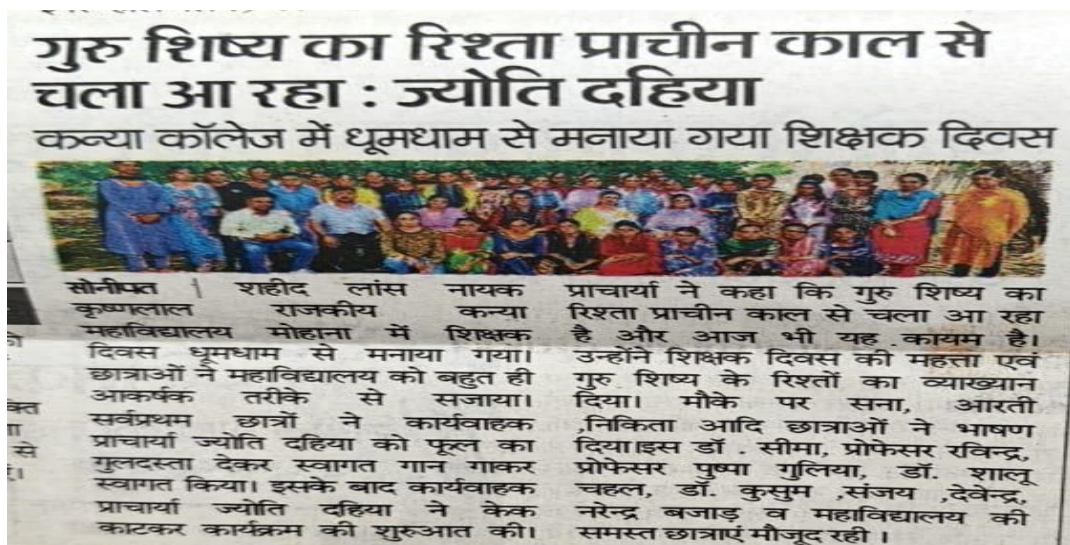 गुरु शिष्य का रिश्ता प्राचीन काल से
चला आ रहा : ज्योति दहिया
कन्या कॉलेज में धूमधाम से मनाया गया शिक्षक दिवस
सोनीपत | शहीद लांस नायक
कृष्णलाल राजकीय कन्या
महाविद्यालय मोहाना में शिक्षक
दिवस धूमधाम से मनाया गया।
छात्राओं ने महाविद्यालय को बहुत ही
आकर्षक तरीके से सजाया।
सर्वप्रथम छात्रों ने कार्यवाहक
प्राचार्या ज्योति दहिया को फूल का
गुलदस्ता देकर स्वागत गान गाकर
स्वागत किया। इसके बाद कार्यवाहक
प्राचार्या ज्योति दहिया ने केक
काटकर कार्यक्रम की शुरुआत की।
प्राचार्या ने कहा कि गुरु शिष्य का
रिश्ता प्राचीन काल से चला आ रहा
है और आज भी यह कायम है।
उन्होंने शिक्षक दिवस की महता एवं
गुरु शिष्य के रिश्तों का व्याख्यान
दिया। मौके पर सना, आरती
,निकिता आदि छात्राओं ने भाषण
दिया।इस डॉ . सीमा, प्रोफेसर रविन्द्र,
प्रोफेसर पुष्पा गुलिया, डॉ. शालू
चहल, डॉ. कुसुम ,संजय ,देवेन्द्र,
नरेन्द्र बजाड़ व महाविद्यालय की
समस्त छात्राएं मौजूद रही ।